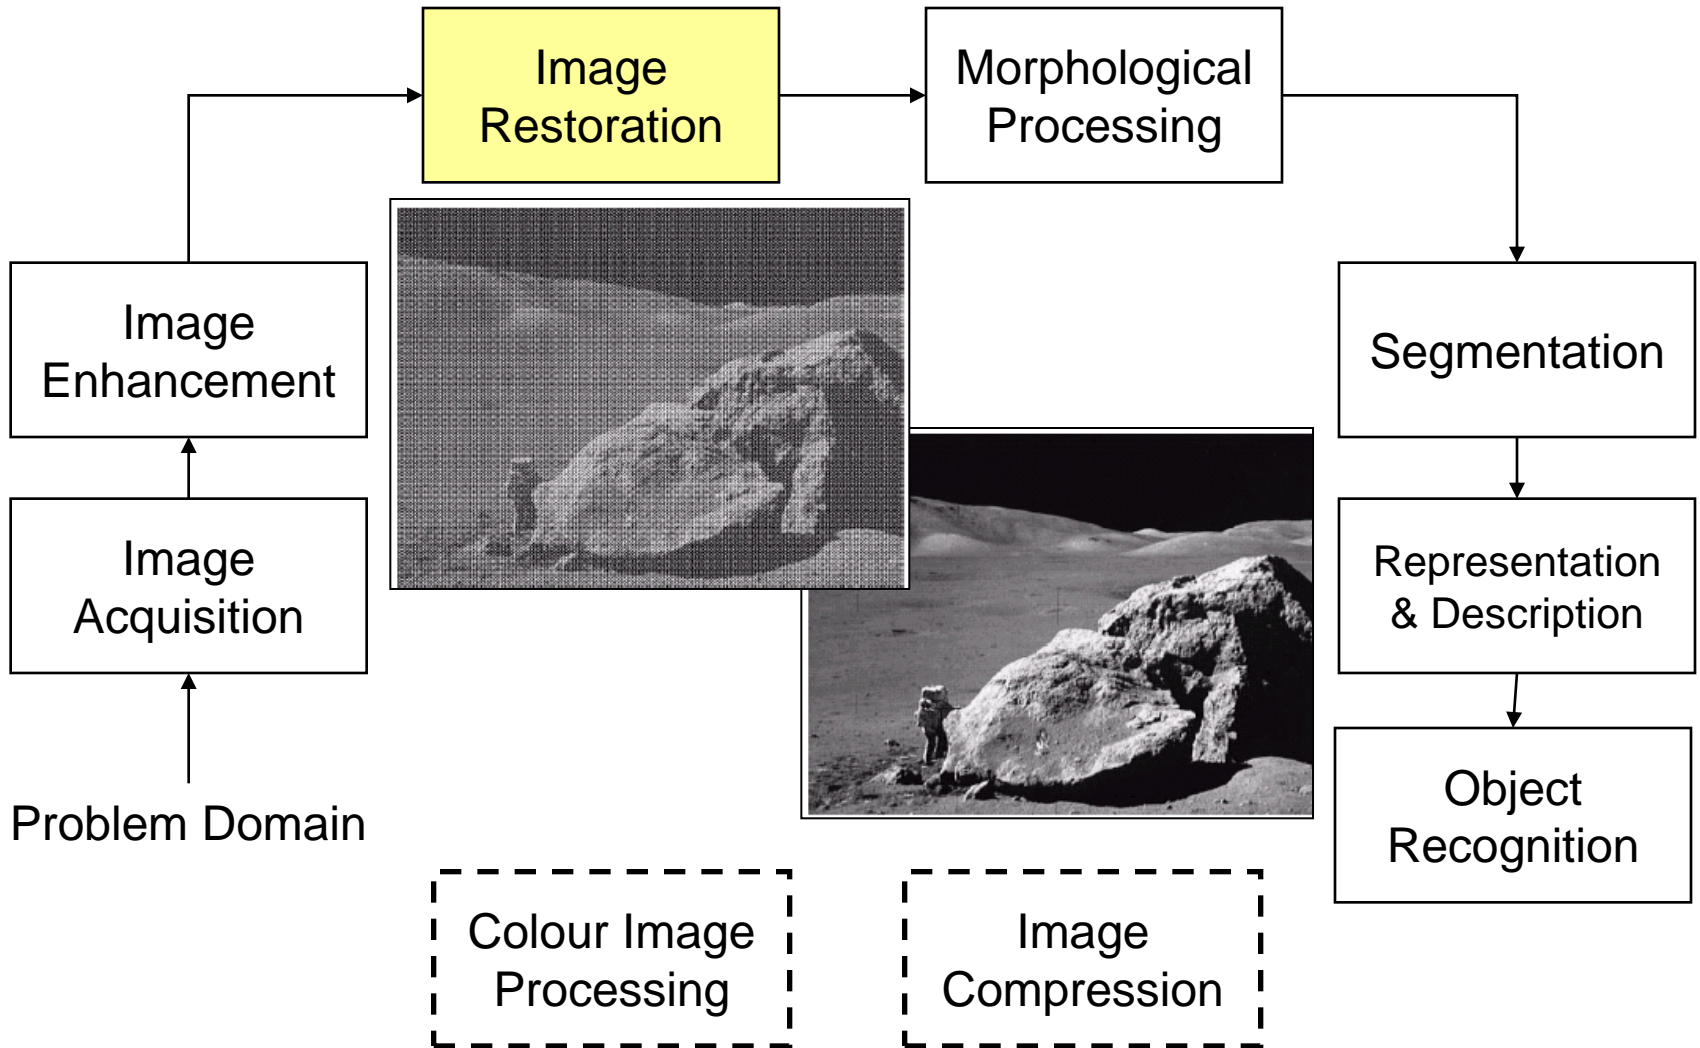 Image
Restoration
Morphological
Processing
Image
Enhancement
Segmentation
Image
Acquisition
Representation
& Description
Problem Domain
Object
Recognition
Colour Image
Processing
Image
Compression